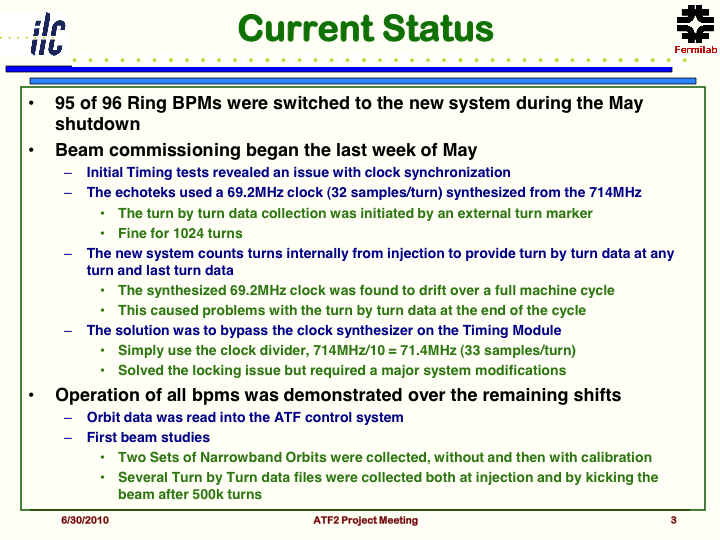 ilc
Current Status
Fermilab
• 95 of 96 Ring BPMs were switched to the new system during the May
shutdown
• Beam commissioning began the last week of May
– Initial Timing tests revealed an issue with clock synchronization
– The echoteks used a 69.2MHz clock (32 samples/turn) synthesized from the 714MHz
• The turn by turn data collection was initiated by an external turn marker
• Fine for 1024 turns
– The new system counts turns internally from injection to provide turn by turn data at any
turn and last turn data
• The synthesized 69.2MHz clock was found to drift over a full machine cycle
• This caused problems with the turn by turn data at the end of the cycle
– The solution was to bypass the clock synthesizer on the Timing Module
• Simply use the clock divider, 714MHz/10 = 71.4MHz (33 samples/turn)
• Solved the locking issue but required a major system modifications
• Operation of all bpms was demonstrated over the remaining shifts
– Orbit data was read into the ATF control system
– First beam studies
• Two Sets of Narrowband Orbits were collected, without and then with calibration
• Several Turn by Turn data files were collected both at injection and by kicking the
beam after 500k turns
6/30/2010
ATF2 Project Meeting
3